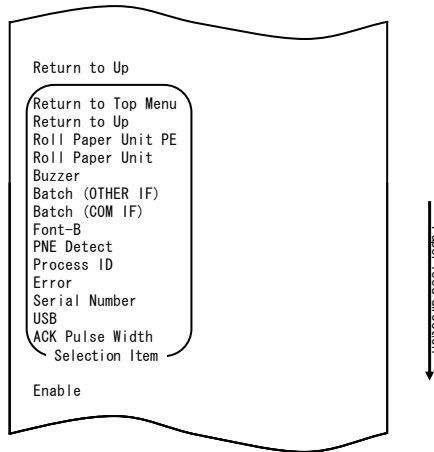 Return to Up
Return to Top Menu
Return to Up
Roll Paper Unit PE
Roll Paper Unit
Buzzer
Batch (OTHER IF)
Batch (COM IF)
Font-B
PNE Detect
Process ID
Error
Serial Number
USB
ACK Pulse Width
Selection Item
Enable